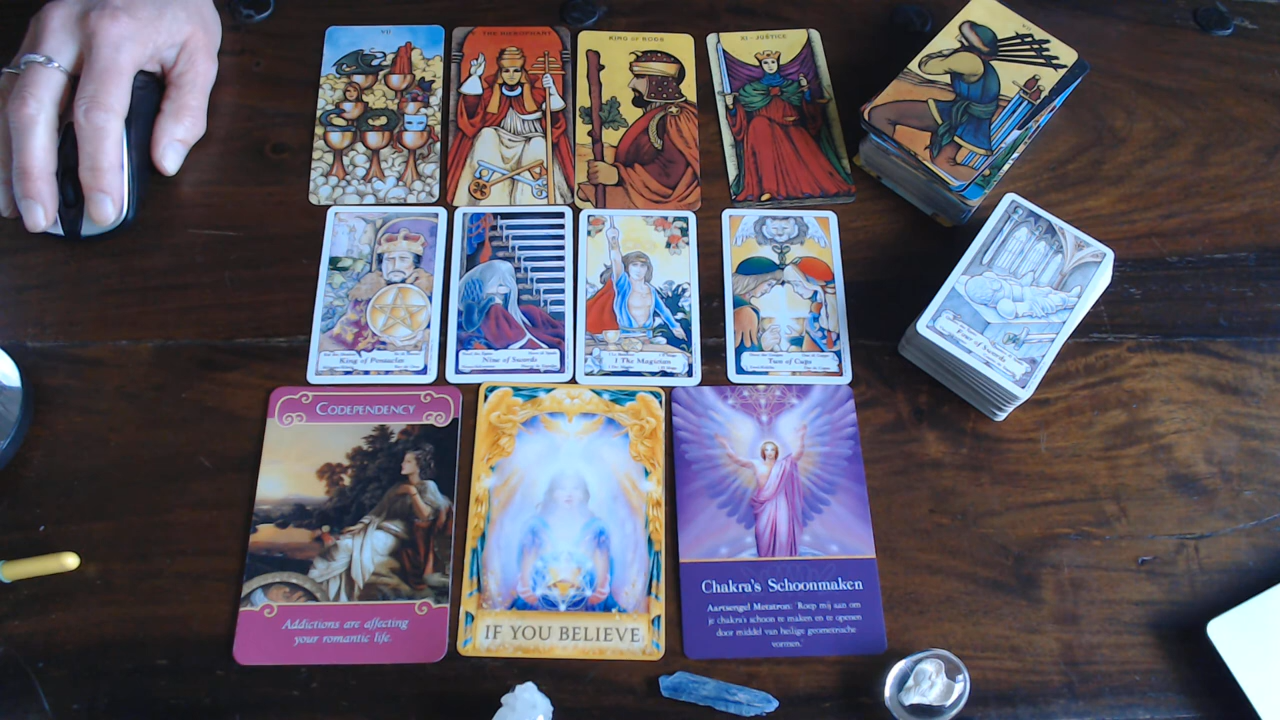 VII
THE HIEROPHANT
KING OF RODS
XI - JUSTICE
King of Pentacles
Nine of Swords
I The Magician
Two of Cups
Four of Swords
CODEPENDENCY
Addictions are affecting
your romantic life.
IF YOU BELIEVE
Chakra's Schoonmaken
Aartsengel Metatron: 'Roep mij aan om
je chakra's schoon te maken en te openen
door middel van heilige geometrische
vormen.'